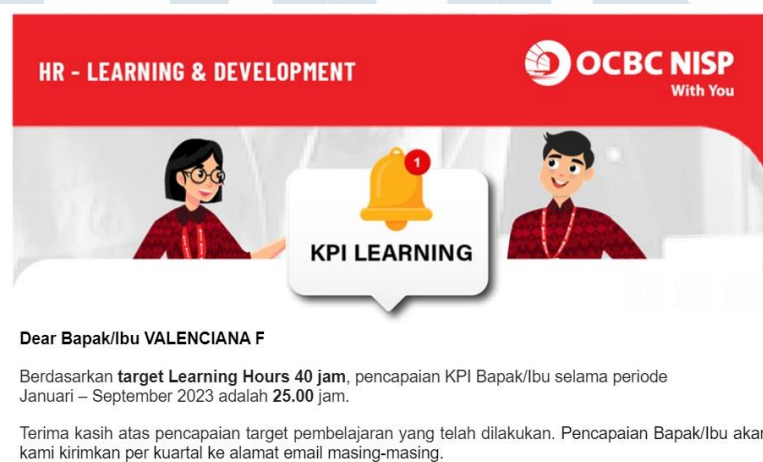 HR - LEARNING & DEVELOPMENT
OCBC NISP
With You
1
KPI LEARNING
Dear Bapak/Ibu VALENCIANA F
Berdasarkan target Learning Hours 40 jam, pencapaian KPI Bapak/Ibu selama periode
Januari – September 2023 adalah 25.00 jam.
Terima kasih atas pencapaian target pembelajaran yang telah dilakukan. Pencapaian Bapak/Ibu akan
kami kirimkan per kuartal ke alamat email masing-masing.